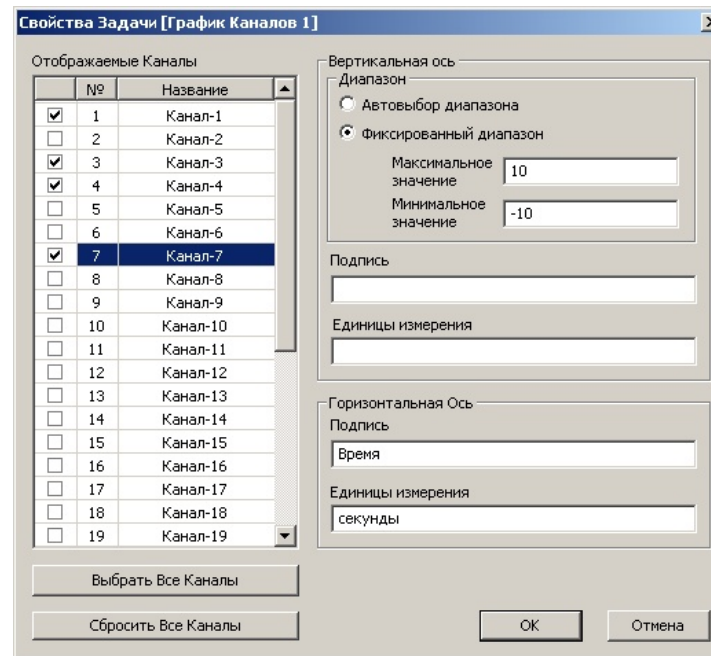 Свойства Задачи [График Каналов 1]
Отображаемые Каналы
№ Название
1 Канал-1
2 Канал-2
3 Канал-3
4 Канал-4
5 Канал-5
6 Канал-6
7 Канал-7
8 Канал-8
9 Канал-9
10 Канал-10
11 Канал-11
12 Канал-12
13 Канал-13
14 Канал-14
15 Канал-15
16 Канал-16
17 Канал-17
18 Канал-18
19 Канал-19
Выбрать Все Каналы
Сбросить Все Каналы
Вертикальная ось
Диапазон
Автовыбор диапазона
Фиксированный диапазон
Максимальное
значение
10
Минимальное
значение
-10
Подпись
Единицы измерения
Горизонтальная Ось
Подпись
Время
Единицы измерения
секунды
OK
Отмена